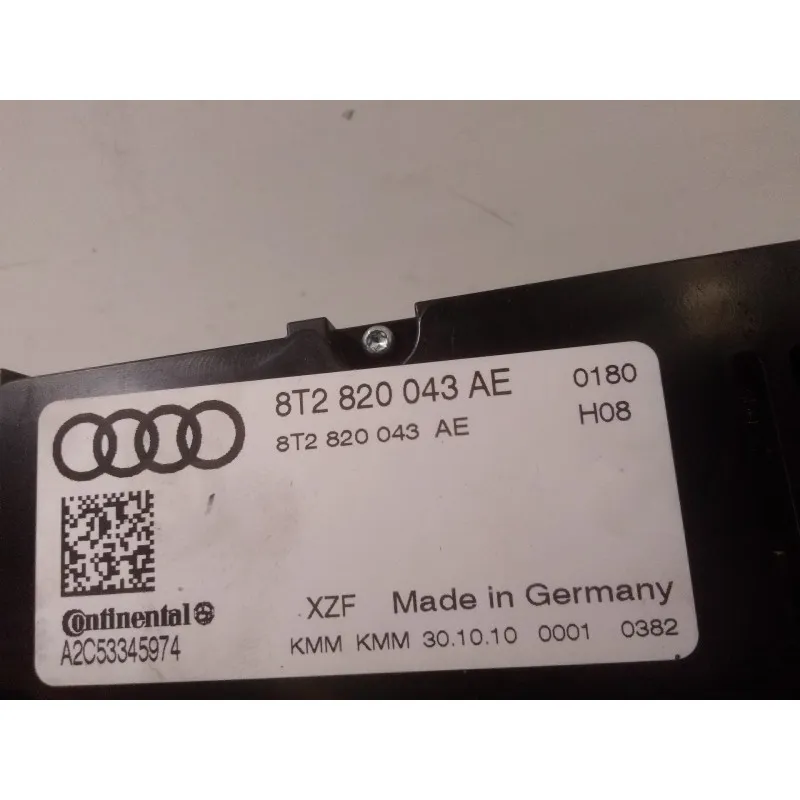 8T2 820 043 AE 0180
8T2 820 043 AE H08
Continental
A2C53345974
XZF Made in Germany
KMM KMM 30.10.10 0001 0382